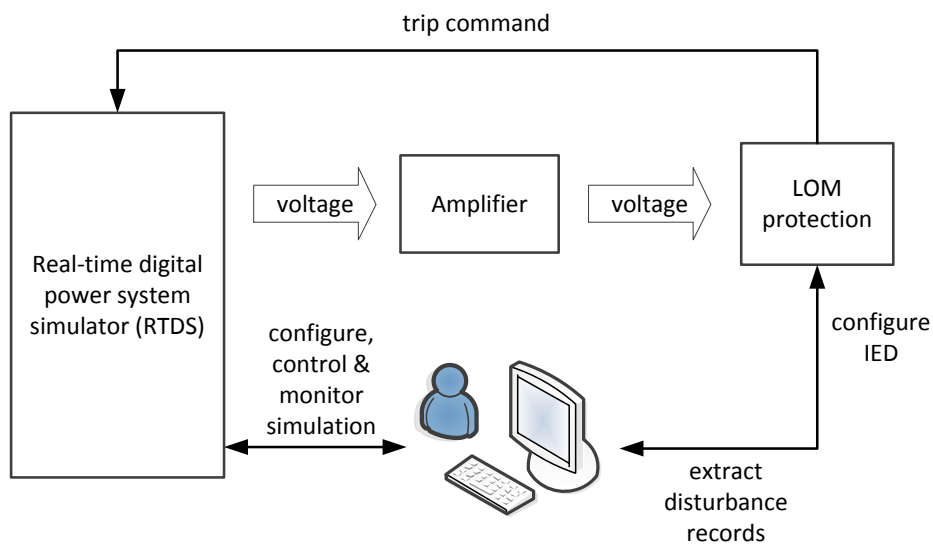 trip command
Real-time digital
power system
simulator (RTDS)
voltage
Amplifier
voltage
LOM
protection
configure,
control &
monitor
simulation
configure
IED
extract
disturbance
records